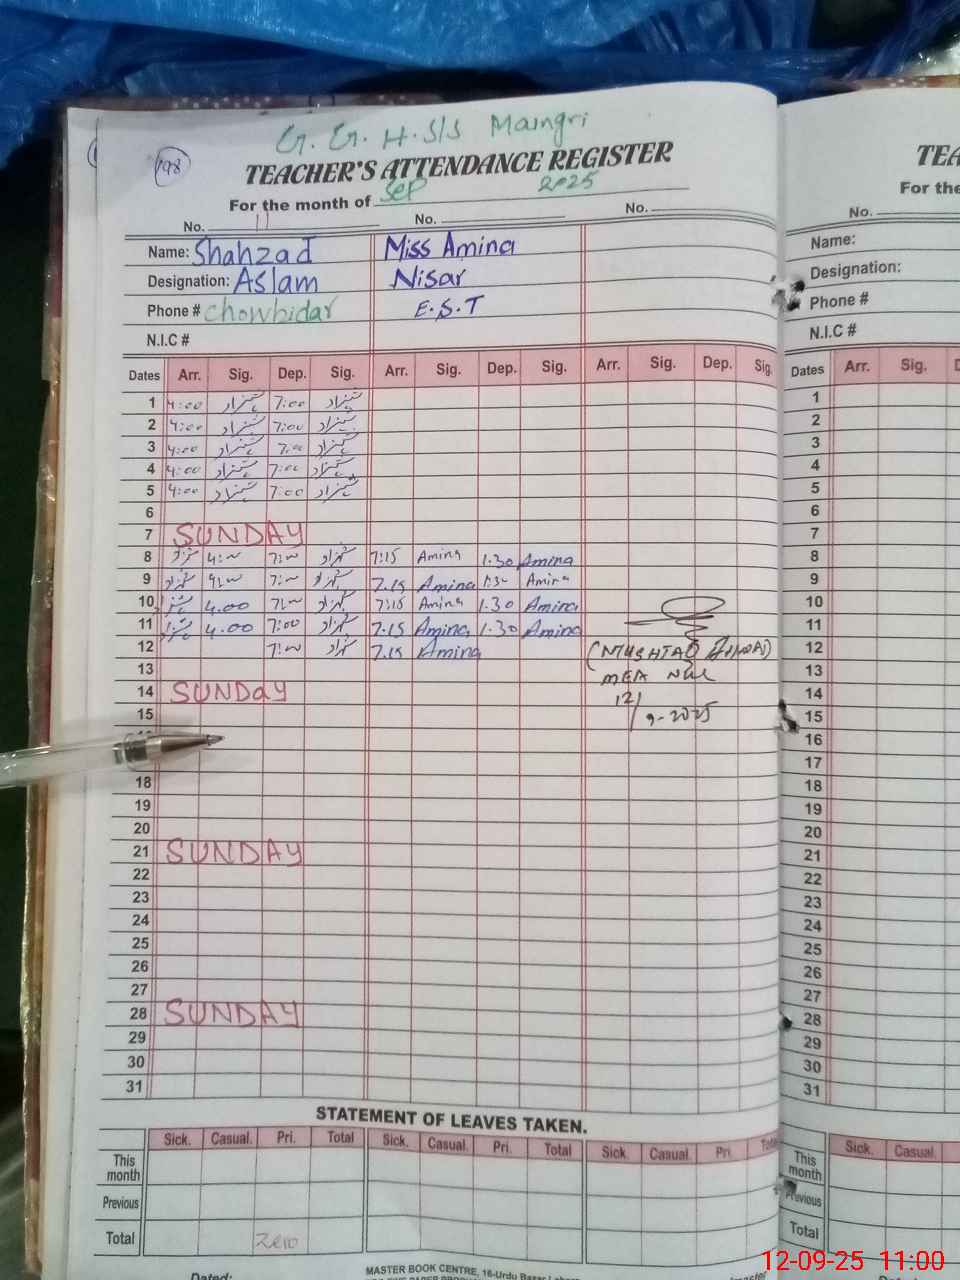 G. G. H. S/S Maingri
198
TEACHER'S ATTENDANCE REGISTER
For the month of Sep 2025
No. 11 No. No.
Name: Shahzad Miss Amina
Designation: Aslam Nisar
Phone # Chowbidar E.S.T
N.I.C #
Dates Arr. Sig. Dep. Sig. Arr. Sig. Dep. Sig. Arr. Sig. Dep. Sig.
1 4:00 شہزاد 7:00 شہزاد
2 4:00 شہزاد 7:00 شہزاد
3 4:00 شہزاد 7:00 شہزاد
4 4:00 شہزاد 7:00 شہزاد
5 4:00 شہزاد 7:00 شہزاد
6
7 SUNDAY
8 شہزاد 4:00 7:00 شہزاد 7:15 Amina 1.30 Amina
9 شہزاد 4:00 7:00 شہزاد 7.15 Amina 1:30 Amina
10 شہزاد 4.00 7:00 شہزاد 7:15 Amina 1.30 Amina
11 شہزاد 4.00 7:00 شہزاد 7.15 Amina 1.30 Amina
12 7:00 شہزاد 7.15 Amina (MUSHTAQ AHMAD)
13 MEA
14 SUNDAY 12/
15 9-2025
18
19
20
21 SUNDAY
22
23
24
25
26
27
28 SUNDAY
29
30
31
STATEMENT OF LEAVES TAKEN.
Sick. Casual. Pri. Total Sick. Casual. Pri. Total Sick. Casual. Pri.
This month
Previous
Total Zero
Dated:
MASTER BOOK CENTRE, 16-Urdu Bazar
TEA
For the
No.
Name:
Designation:
Phone #
N.I.C #
Dates Arr. Sig.
1
2
3
4
5
6
7
8
9
10
11
12
13
14
15
16
17
18
19
20
21
22
23
24
25
26
27
28
29
30
31
Sick. Casual.
This month
Previous
Total
12-09-25 11:00